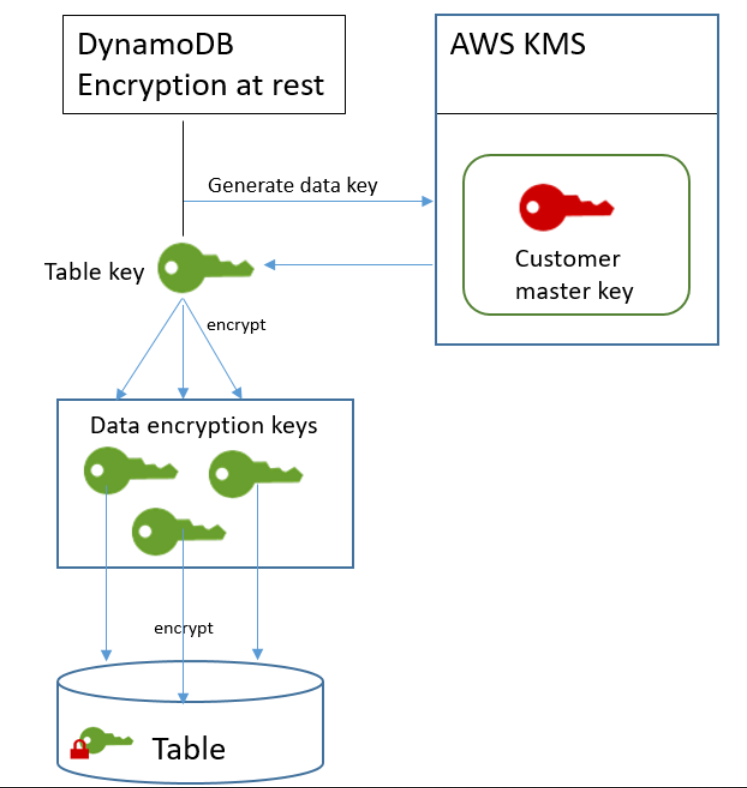 DynamoDB
Encryption at rest
AWS KMS
Generate data key
Customer
master key
Table key
encrypt
Data encryption keys
encrypt
Table